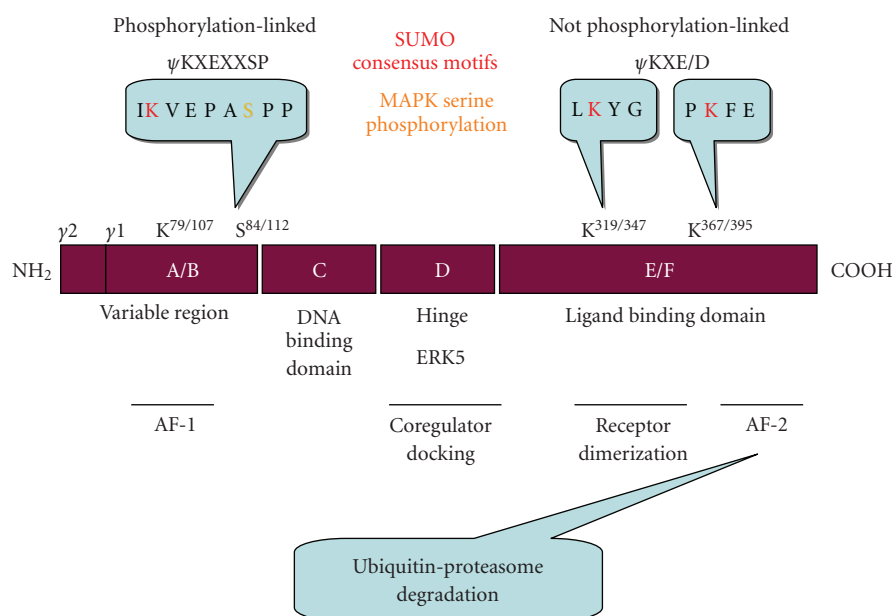 Phosphorylation-linked
ψKXEXXSP
I K V E P A S P P
SUMO
consensus motifs
MAPK serine
phosphorylation
Not phosphorylation-linked
ψKXE/D
L K Y G
P K F E
γ2
γ1
K79/107
S84/112
K319/347
K367/395
NH2
A/B
C
D
E/F
COOH
Variable region
DNA
binding
domain
Hinge
ERK5
Ligand binding domain
AF-1
Coregulator
docking
Receptor
dimerization
AF-2
Ubiquitin-proteasome
degradation